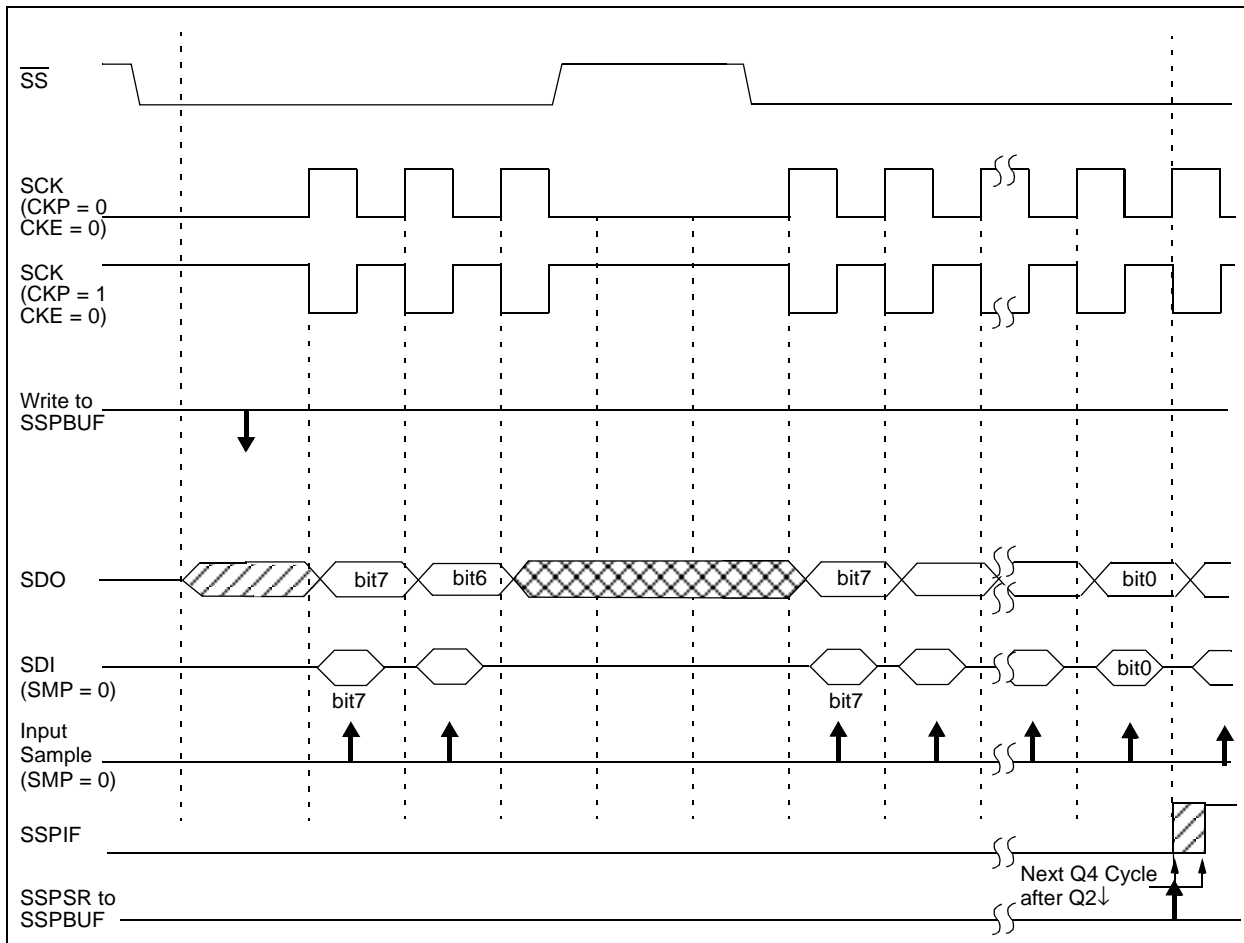 SS
SCK
(CKP = 0
CKE = 0)
SCK
(CKP = 1
CKE = 0)
Write to
SSPBUF
SDO
bit7
bit6
bit7
bit0
SDI
(SMP = 0)
bit7
bit7
bit0
Input
Sample
(SMP = 0)
SSPIF
Next Q4 Cycle
after Q2↓
SSPSR to
SSPBUF